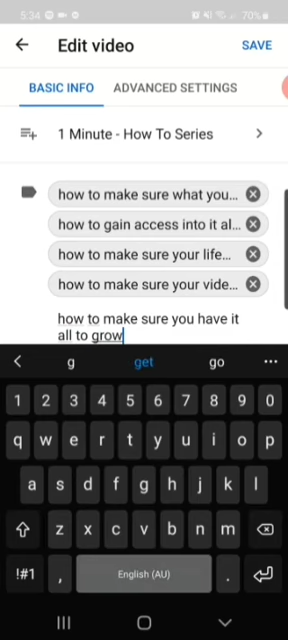 5:34
70%
Edit video
SAVE
BASIC INFO
ADVANCED SETTINGS
1 Minute - How To Series
how to make sure what you...
how to gain access into it al...
how to make sure your life...
how to make sure your vide...
how to make sure you have it
all to grow
g
get
go
1 2 3 4 5 6 7 8 9 0
q w e r t y u i o p
a s d f g h j k l
z x c v b n m
!#1 , English (AU) .